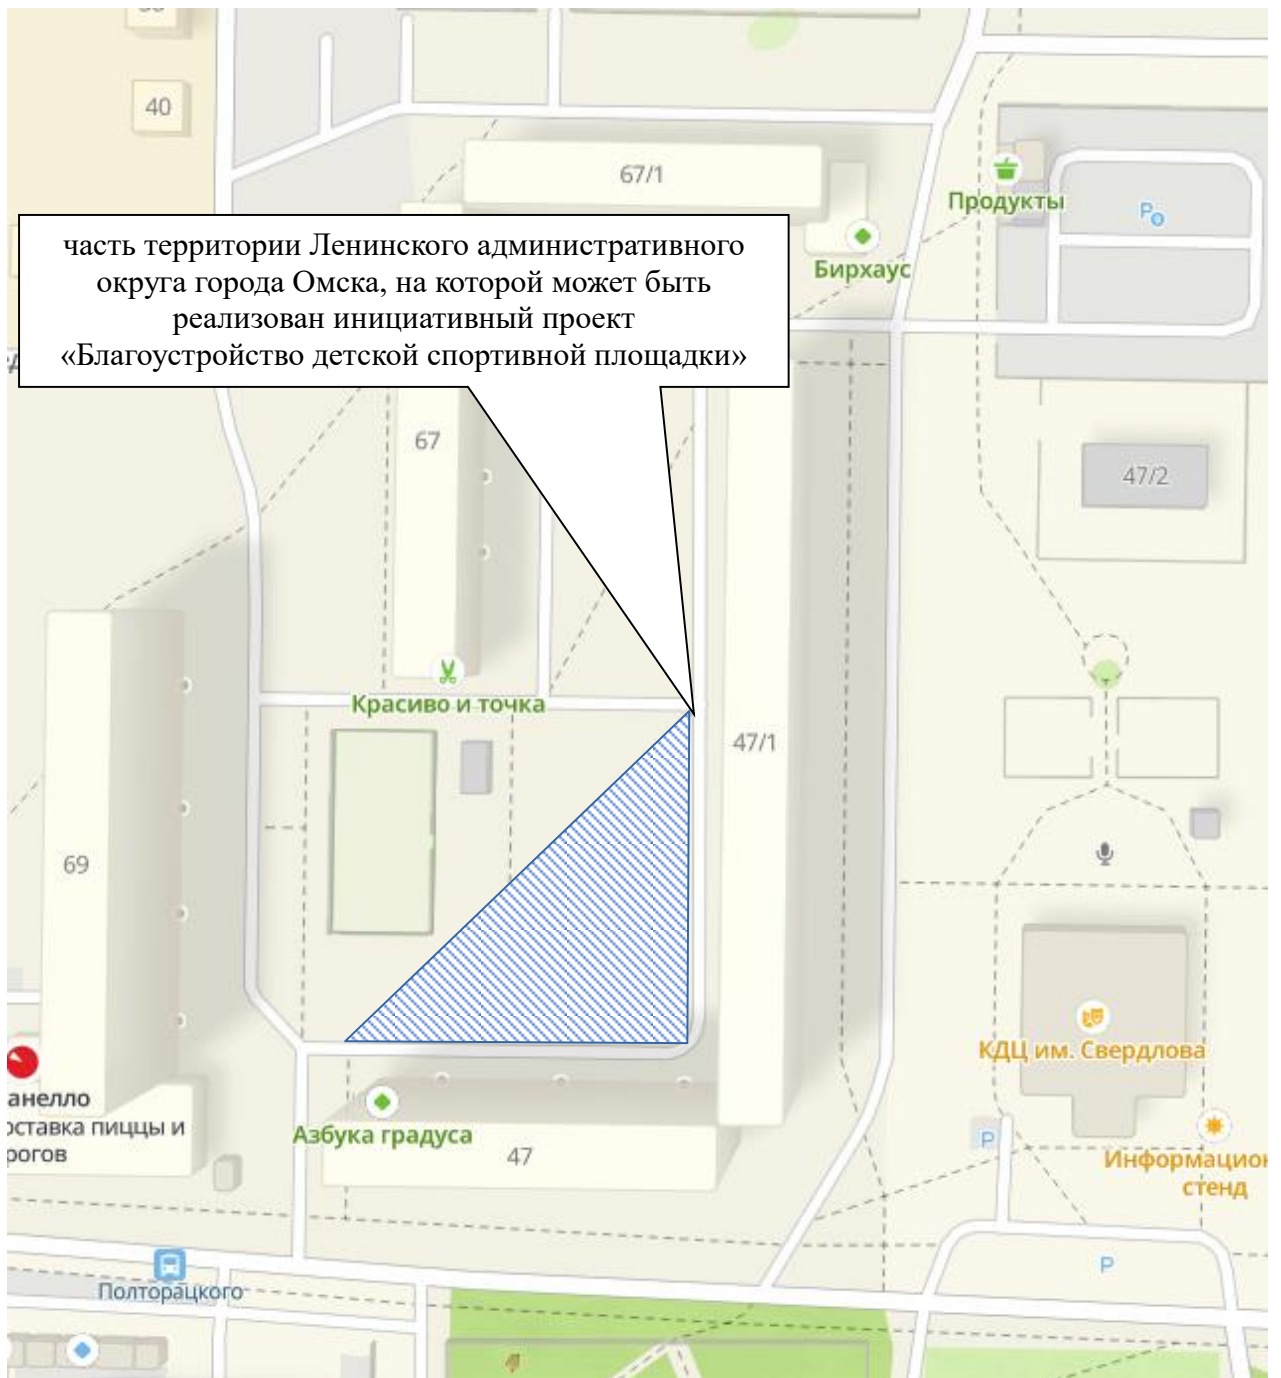 40
67/1
Продукты
P
Бирхаус
часть территории Ленинского административного
округа города Омска, на которой может быть
реализован инициативный проект
«Благоустройство детской спортивной площадки»
67
47/2
Красиво и точка
47/1
69
КДЦ им. Свердлова
анелло
оставка пиццы и
рогов
Азбука градуса
47
P
Информацион
стенд
P
Полторацкого